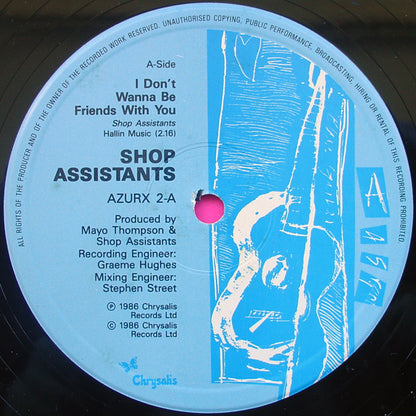 ALL RIGHTS OF THE PRODUCER AND OF THE OWNER OF THE RECORDED WORK RESERVED. UNAUTHORISED COPYING, PUBLIC PERFORMANCE, BROADCASTING, HIRING OR RENTAL OF THIS RECORDING PROHIBITED.
A-Side
I Don't
Wanna Be
Friends With You
Shop Assistants
Hallin Music (2.16)
SHOP
ASSISTANTS
AZURX 2-A
Produced by
Mayo Thompson &
Shop Assistants
Recording Engineer:
Graeme Hughes
Mixing Engineer:
Stephen Street
℗ 1986 Chrysalis
Records Ltd
© 1986 Chrysalis
Records Ltd
Chrysalis